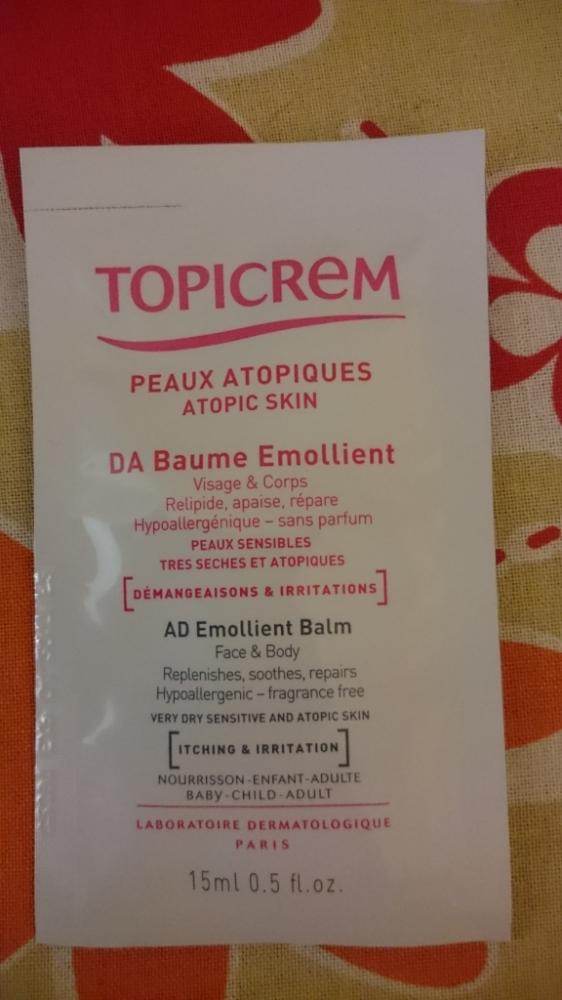 TOPICREM
PEAUX ATOPIQUES
ATOPIC SKIN
DA Baume Emollient
Visage & Corps
Relipide, apaise, répare
Hypoallergénique – sans parfum
PEAUX SENSIBLES
TRES SECHES ET ATOPIQUES
[DÉMANGEAISONS & IRRITATIONS]
AD Emollient Balm
Face & Body
Replenishes, soothes, repairs
Hypoallergenic – fragrance free
VERY DRY SENSITIVE AND ATOPIC SKIN
[ITCHING & IRRITATION]
NOURRISSON-ENFANT-ADULTE
BABY-CHILD-ADULT
LABORATOIRE DERMATOLOGIQUE
PARIS
15ml 0.5 fl.oz.